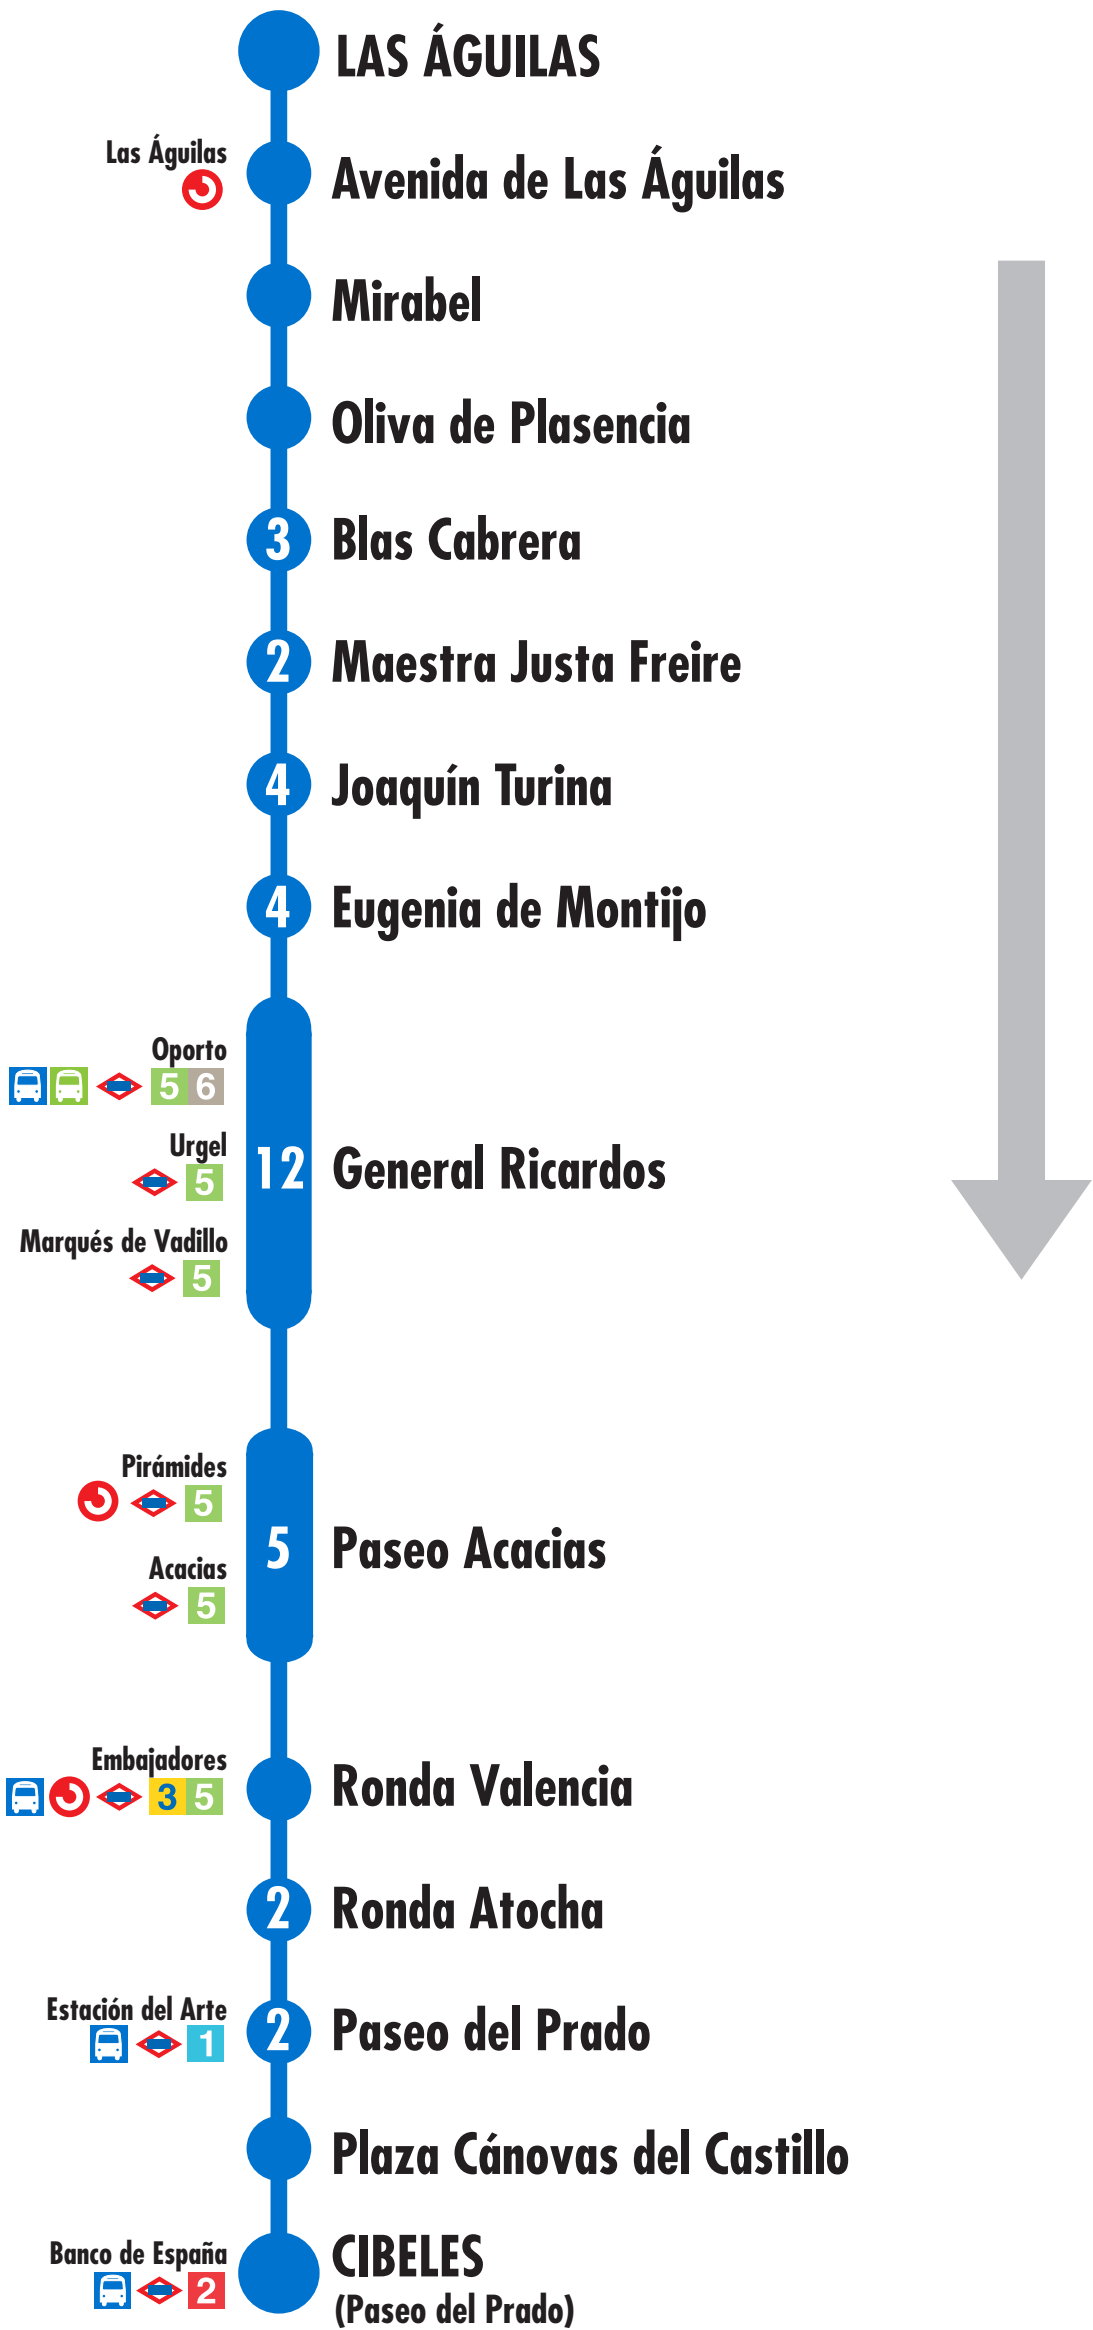 LAS ÁGUILAS
Las Águilas
Avenida de Las Águilas
Mirabel
Oliva de Plasencia
3 Blas Cabrera
2 Maestra Justa Freire
4 Joaquín Turina
4 Eugenia de Montijo
Oporto
5 6
Urgel
5
12 General Ricardos
Marqués de Vadillo
5
Pirámides
5
5 Paseo Acacias
Acacias
5
Embajadores
3 5
Ronda Valencia
2 Ronda Atocha
Estación del Arte
1
2 Paseo del Prado
Plaza Cánovas del Castillo
Banco de España
2
CIBELES
(Paseo del Prado)